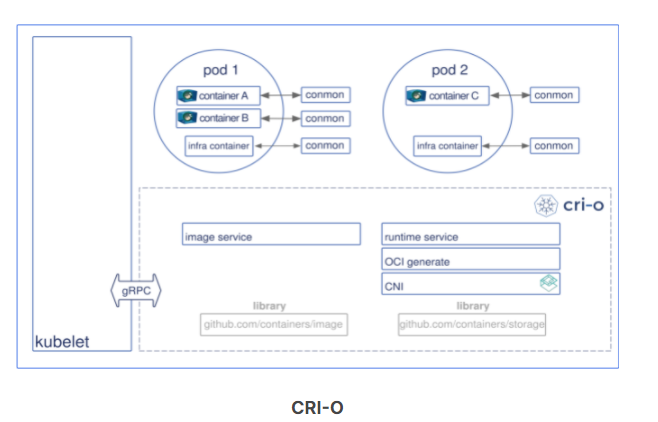 pod 1
container A
conmon
container B
conmon
infra container
conmon
pod 2
container C
conmon
infra container
conmon
cri-o
image service
runtime service
OCI generate
CNI
gRPC
library
github.com/containers/image
library
github.com/containers/storage
kubelet
CRI-O